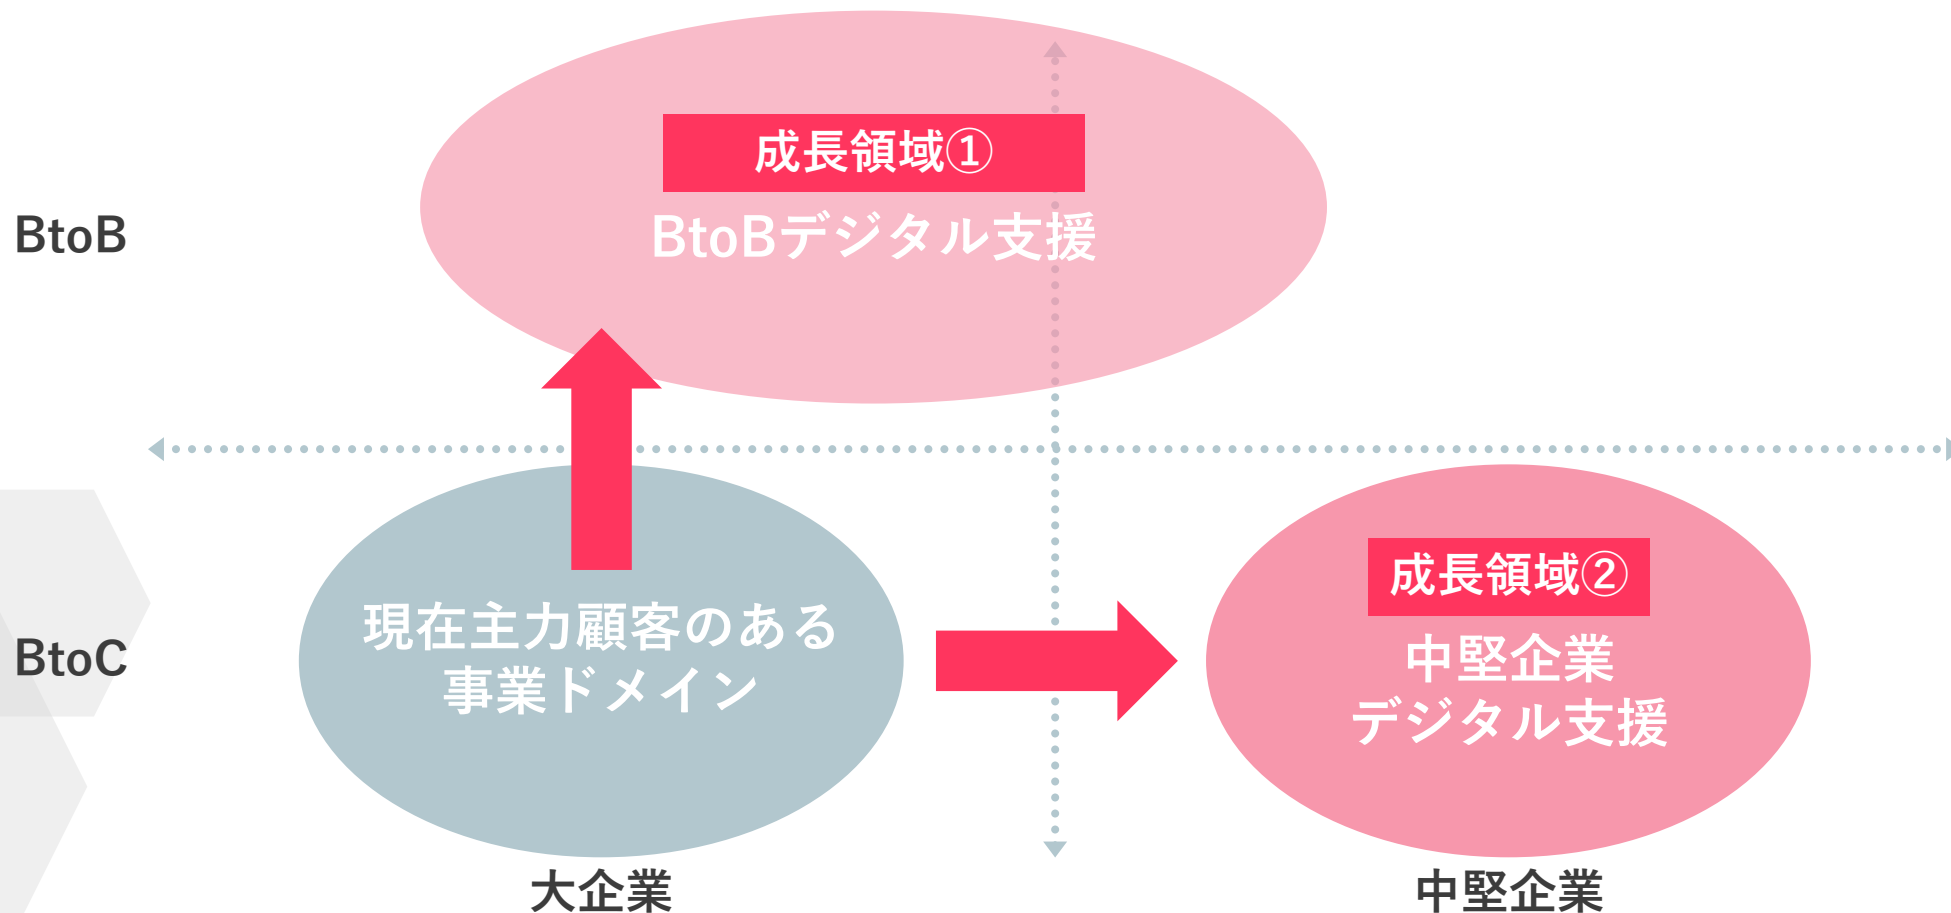 成長領域①
BtoBデジタル支援
BtoB
現在主力顧客のある
事業ドメイン
成長領域②
中堅企業
デジタル支援
BtoC
大企業
中堅企業